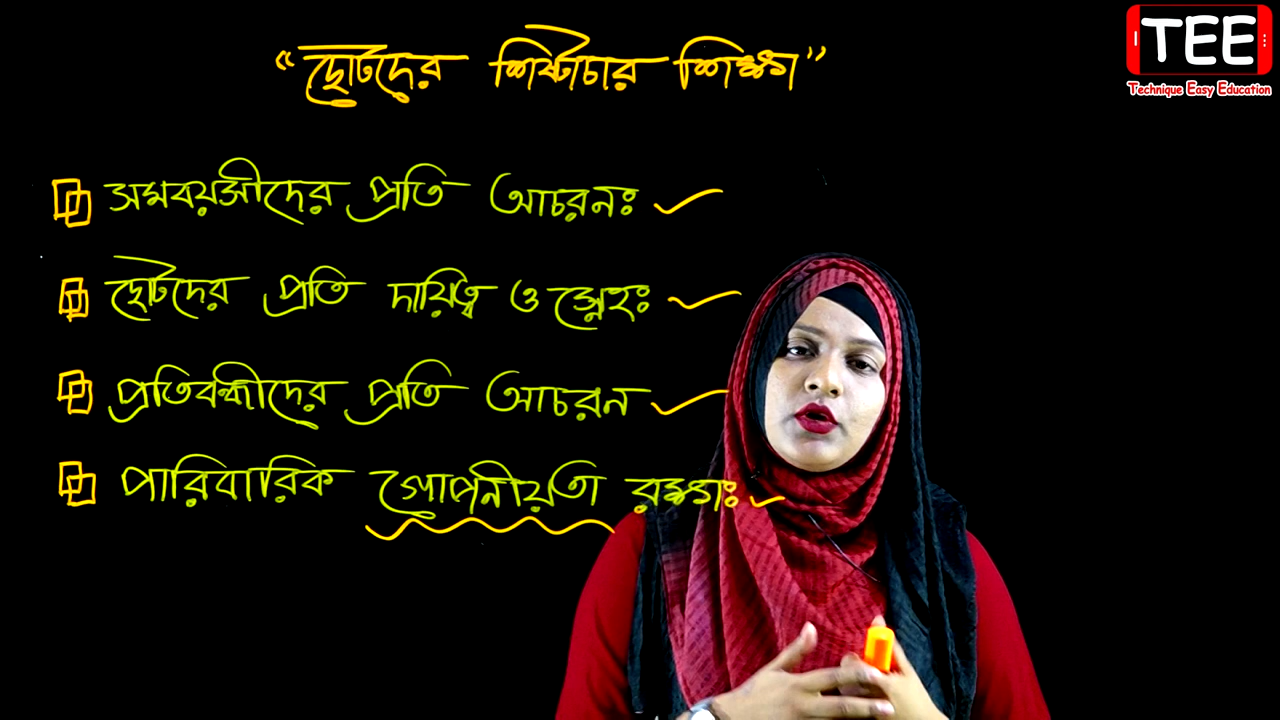 TEE
Technique Easy Education
“ছোটদের শিষ্টাচার শিক্ষা”
সমবয়সীদের প্রতি আচরনঃ
ছোটদের প্রতি দায়িত্ব ও স্নেহঃ
প্রতিবন্ধীদের প্রতি আচরন
পারিবারিক গোপনীয়তা রক্ষাঃ